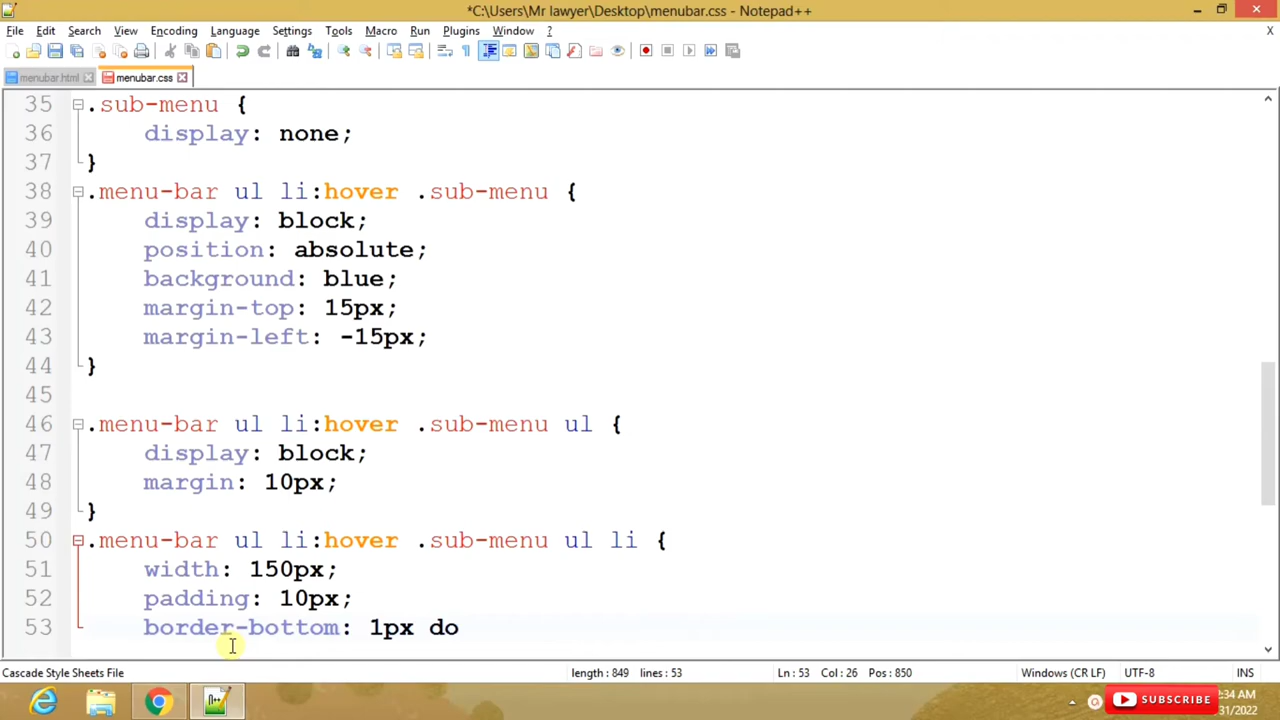 *C:\Users\Mr lawyer\Desktop\menubar.css - Notepad++
File Edit Search View Encoding Language Settings Tools Macro Run Plugins Window ? X
menubar.html menubar.css
35 .sub-menu {
36 display: none;
37 }
38 .menu-bar ul li:hover .sub-menu {
39 display: block;
40 position: absolute;
41 background: blue;
42 margin-top: 15px;
43 margin-left: -15px;
44 }
45
46 .menu-bar ul li:hover .sub-menu ul {
47 display: block;
48 margin: 10px;
49 }
50 .menu-bar ul li:hover .sub-menu ul li {
51 width: 150px;
52 padding: 10px;
53 border-bottom: 1px do
Cascade Style Sheets File length : 849 lines : 53 Ln : 53 Col : 26 Pos : 850 Windows (CR LF) UTF-8 INS
:34 AM
SUBSCRIBE
/31/2022